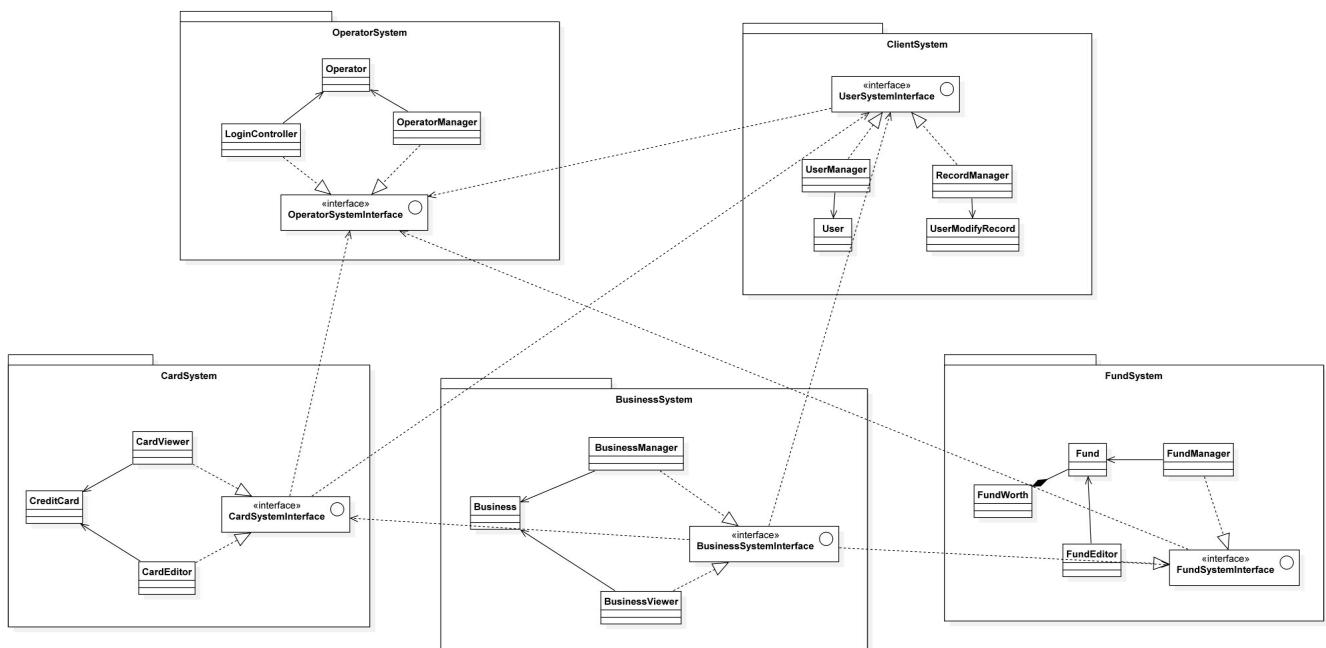 OperatorSystem
Operator
OperatorManager
LoginController
«interface»
OperatorSystemInterface
ClientSystem
«interface»
UserSystemInterface
UserManager
RecordManager
User
UserModifyRecord
CardSystem
CardViewer
CreditCard
«interface»
CardSystemInterface
CardEditor
BusinessSystem
BusinessManager
Business
«interface»
BusinessSystemInterface
BusinessViewer
FundSystem
Fund
FundManager
FundWorth
FundEditor
«interface»
FundSystemInterface